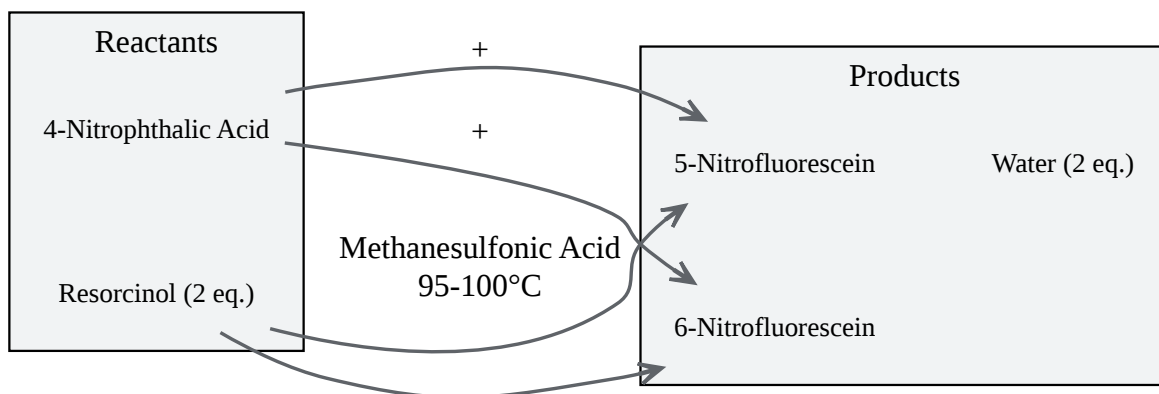 Reactants
+
Products
4-Nitrophthalic Acid
+
5-Nitrofluorescein
Water (2 eq.)
Methanesulfonic Acid
95-100°C
Resorcinol (2 eq.)
6-Nitrofluorescein